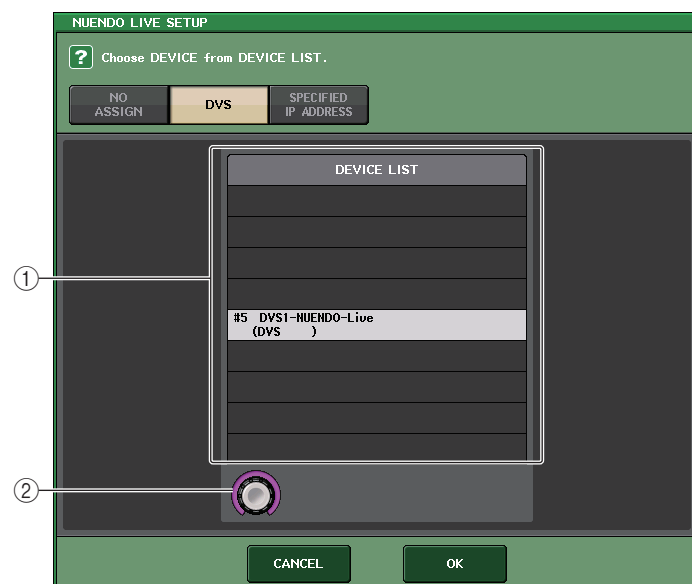 NUENDO LIVE SETUP
? Choose DEVICE from DEVICE LIST.
NO ASSIGN
DVS
SPECIFIED IP ADDRESS
DEVICE LIST
#5 DVS1-NUENDO-Live
(DVS )
1
2
CANCEL
OK